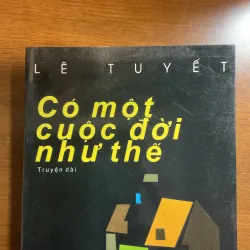 LÊ TUYẾT
Có một
cuộc đời
như thế
Truyện dài